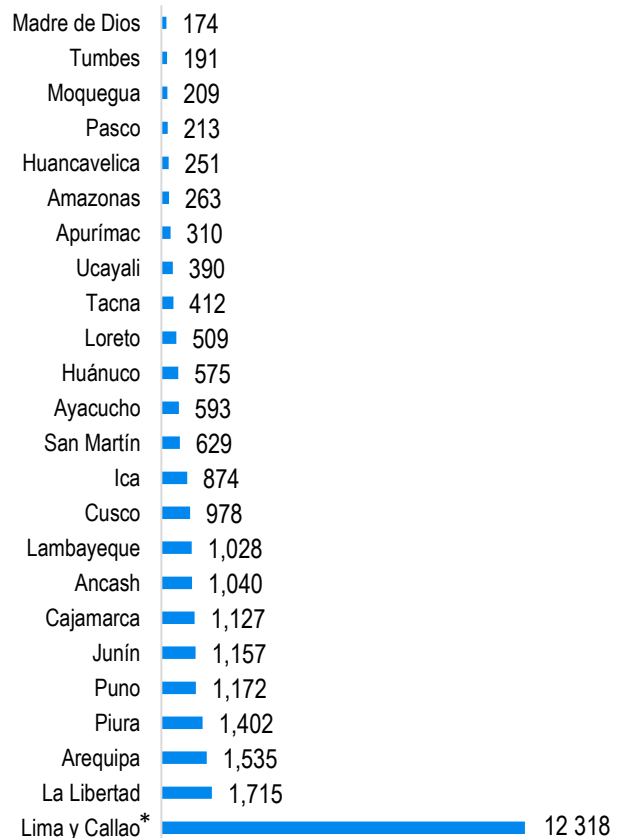 Madre de Dios 174
Tumbes 191
Moquegua 209
Pasco 213
Huancavelica 251
Amazonas 263
Apurímac 310
Ucayali 390
Tacna 412
Loreto 509
Huánuco 575
Ayacucho 593
San Martín 629
Ica 874
Cusco 978
Lambayeque 1,028
Ancash 1,040
Cajamarca 1,127
Junín 1,157
Puno 1,172
Piura 1,402
Arequipa 1,535
La Libertad 1,715
Lima y Callao* 12 318